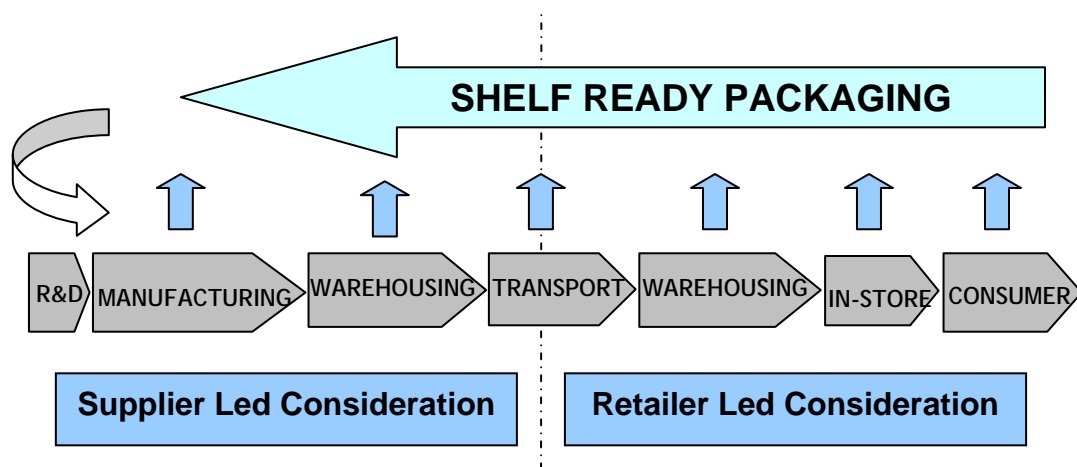 SHELF READY PACKAGING
R&D
MANUFACTURING
WAREHOUSING
TRANSPORT
WAREHOUSING
IN-STORE
CONSUMER
Supplier Led Consideration
Retailer Led Consideration